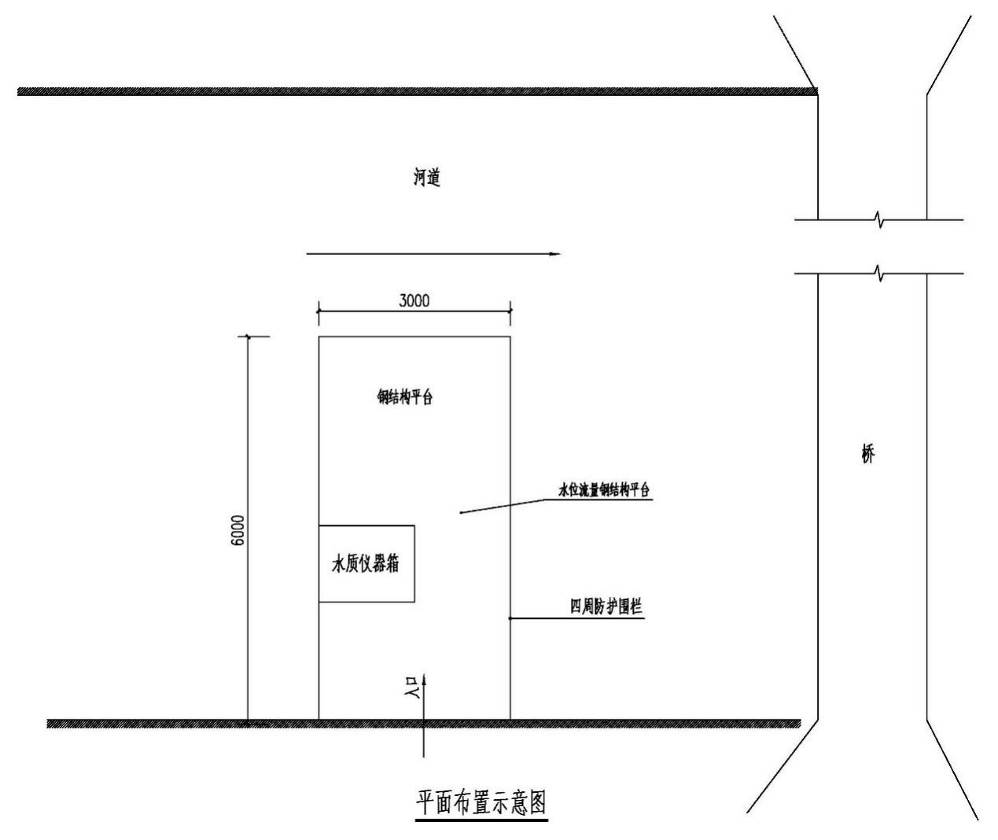 河道
3000
钢结构平台
水位流量钢结构平台
6000
水质仪器箱
四周防护围栏
入口
桥
平面布置示意图